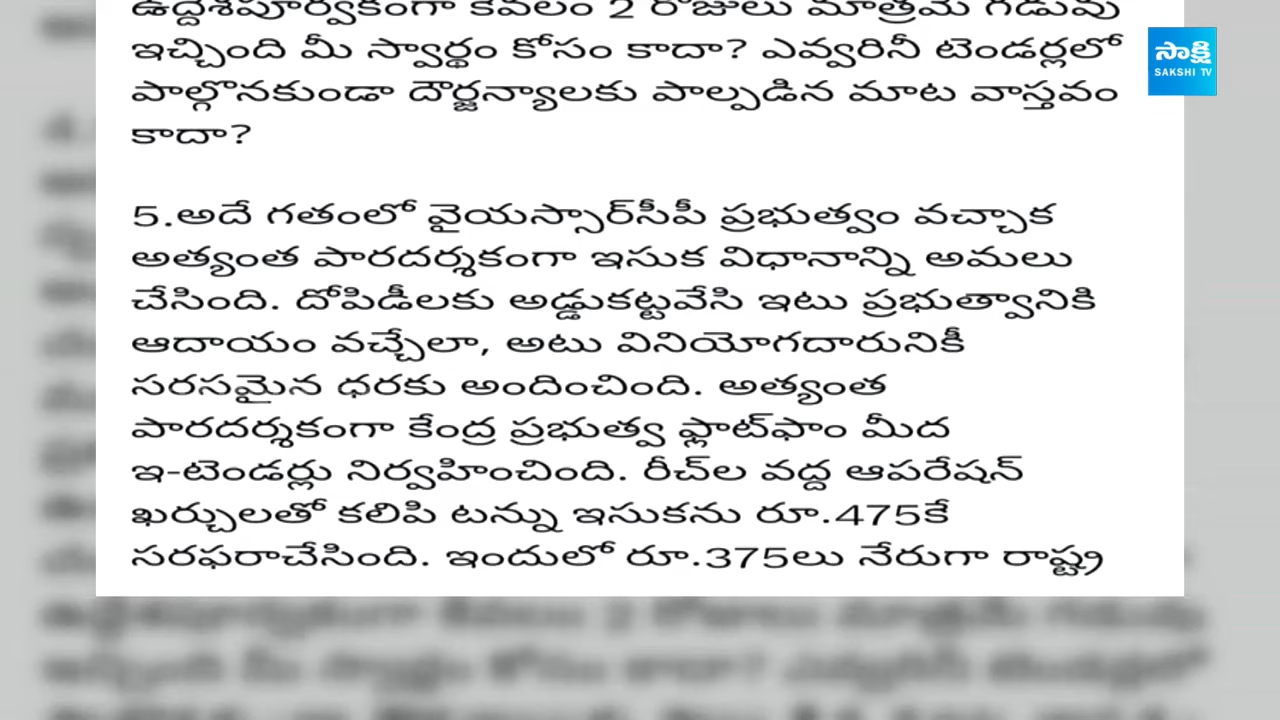 ఉద్దేశపూర్వకంగా కేవలం 2 రోజులు మాత్రమే గడువు
ఇచ్చింది మీ స్వార్థం కోసం కాదా? ఎవ్వరినీ టెండర్లలో
పాల్గొనకుండా దౌర్జన్యాలకు పాల్పడిన మాట వాస్తవం
కాదా?
5.అదే గతంలో వైయస్సార్‌సీపీ ప్రభుత్వం వచ్చాక
అత్యంత పారదర్శకంగా ఇసుక విధానాన్ని అమలు
చేసింది. దోపిడీలకు అడ్డుకట్టవేసి ఇటు ప్రభుత్వానికి
ఆదాయం వచ్చేలా, అటు వినియోగదారునికీ
సరసమైన ధరకు అందించింది. అత్యంత
పారదర్శకంగా కేంద్ర ప్రభుత్వ ఫ్లాట్‌ఫాం మీద
ఇ-టెండర్లు నిర్వహించింది. రీచ్‌ల వద్ద ఆపరేషన్
ఖర్చులతో కలిపి టన్ను ఇసుకను రూ.475కే
సరఫరాచేసింది. ఇందులో రూ.375లు నేరుగా రాష్ట్ర
సాక్షి
SAKSHI TV